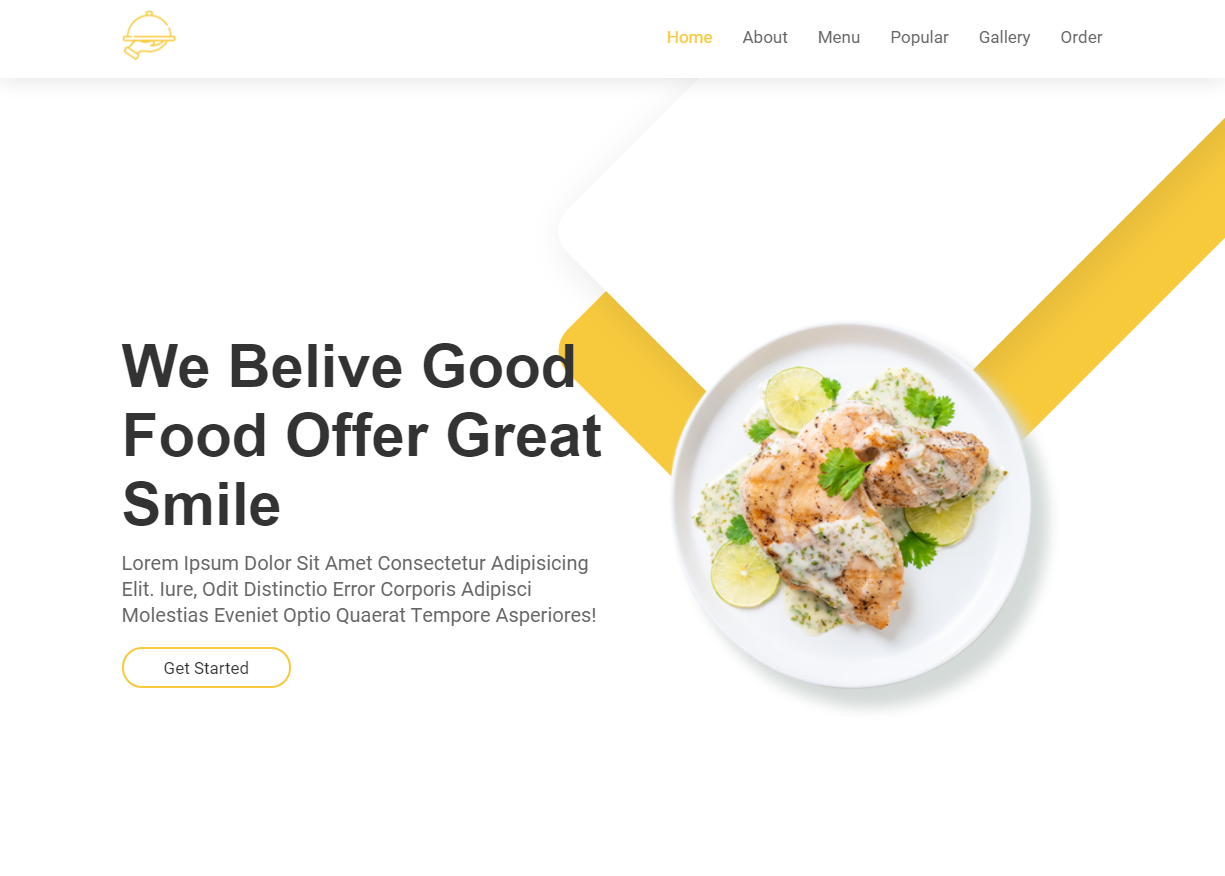 Home About Menu Popular Gallery Order
We Belive Good
Food Offer Great
Smile
Lorem Ipsum Dolor Sit Amet Consectetur Adipisicing
Elit. Iure, Odit Distinctio Error Corporis Adipisci
Molestias Eveniet Optio Quaerat Tempore Asperiores!
Get Started